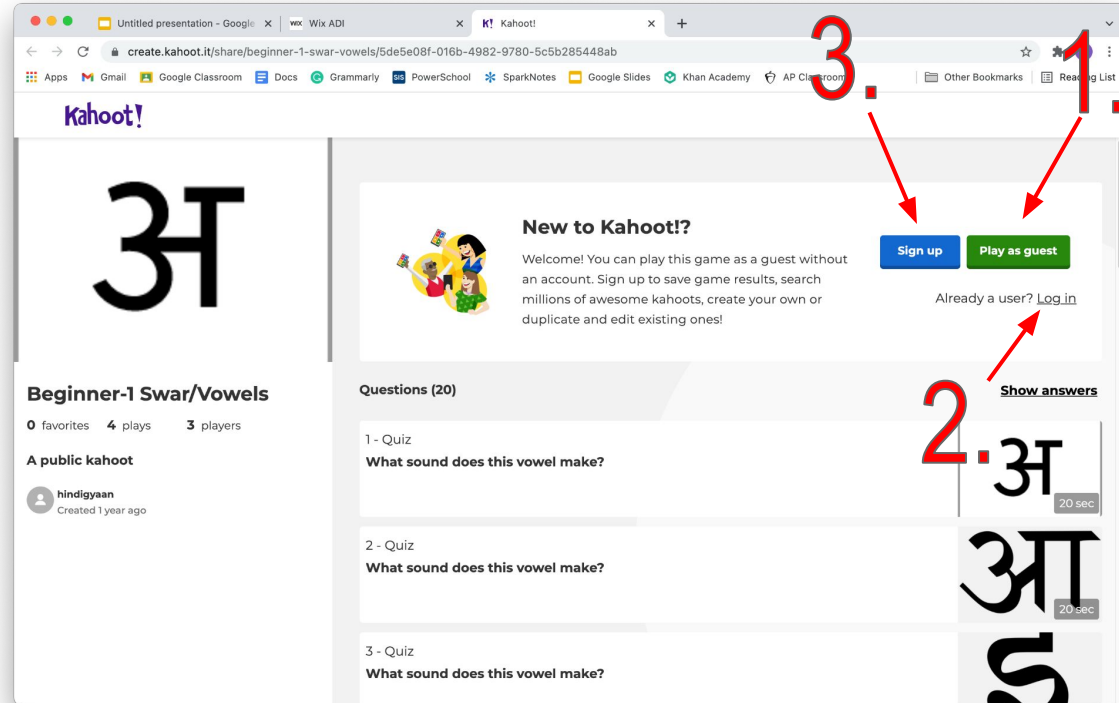 Untitled presentation - Google
WiX Wix ADI
K! Kahoot!
create.kahoot.it/share/beginner-1-swar-vowels/5de5e08f-016b-4982-9780-5c5b285448ab
Apps Gmail Google Classroom Docs Grammarly SIS PowerSchool SparkNotes Google Slides Khan Academy AP Classroom Other Bookmarks Reading List
3.
1.
Kahoot!
अ
New to Kahoot!?
Welcome! You can play this game as a guest without
an account. Sign up to save game results, search
millions of awesome kahoots, create your own or
duplicate and edit existing ones!
Sign up
Play as guest
Already a user? Log in
2.
Beginner-1 Swar/Vowels
0 favorites 4 plays 3 players
A public kahoot
hindigyaan
Created 1 year ago
Questions (20)
Show answers
1 - Quiz
What sound does this vowel make?
अ
20 sec
2 - Quiz
What sound does this vowel make?
आ
20 sec
3 - Quiz
What sound does this vowel make?